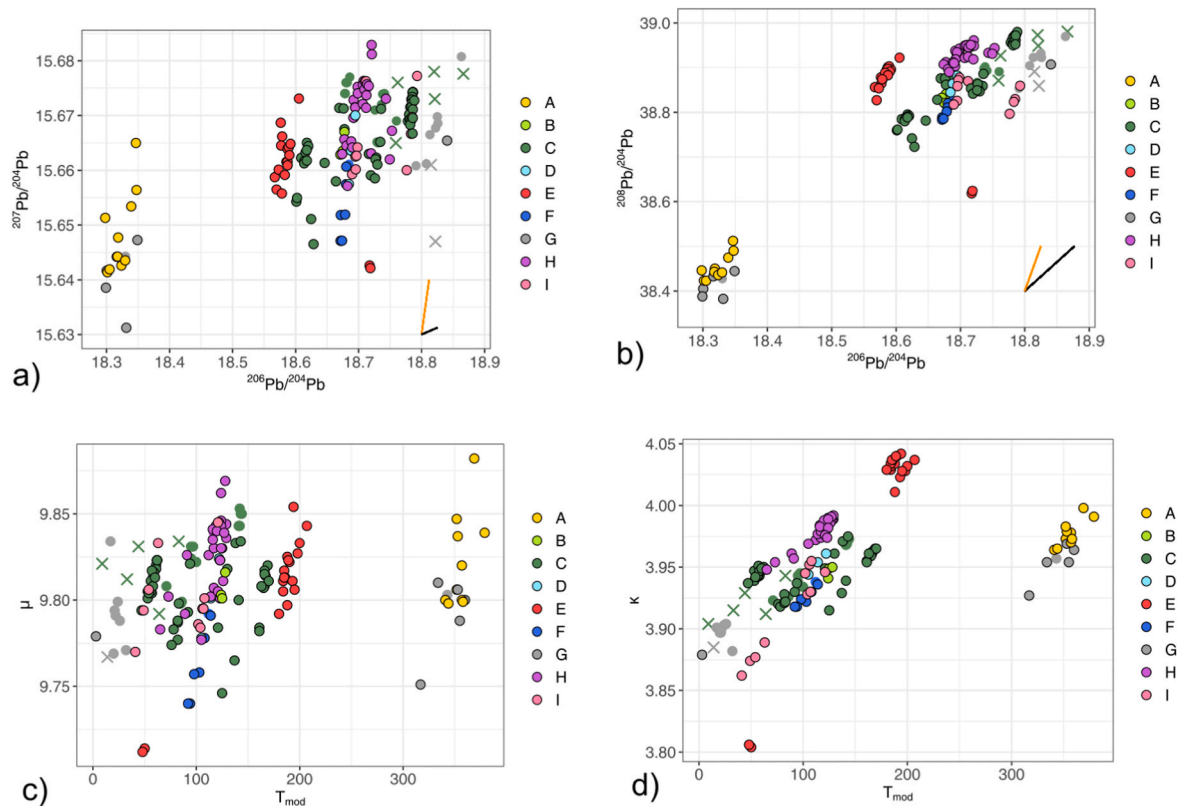 15.68
15.67
15.66
15.65
15.64
15.63
²⁰⁷Pb/²⁰⁴Pb
18.3 18.4 18.5 18.6 18.7 18.8 18.9
²⁰⁶Pb/²⁰⁴Pb
a)
A
B
C
D
E
F
G
H
I
39.0
38.8
38.6
38.4
²⁰⁸Pb/²⁰⁴Pb
18.3 18.4 18.5 18.6 18.7 18.8 18.9
²⁰⁶Pb/²⁰⁴Pb
b)
A
B
C
D
E
F
G
H
I
9.85
9.80
9.75
μ
0 100 200 300
Tmod
c)
A
B
C
D
E
F
G
H
I
4.05
4.00
3.95
3.90
3.85
3.80
κ
0 100 200 300
Tmod
d)
A
B
C
D
E
F
G
H
I